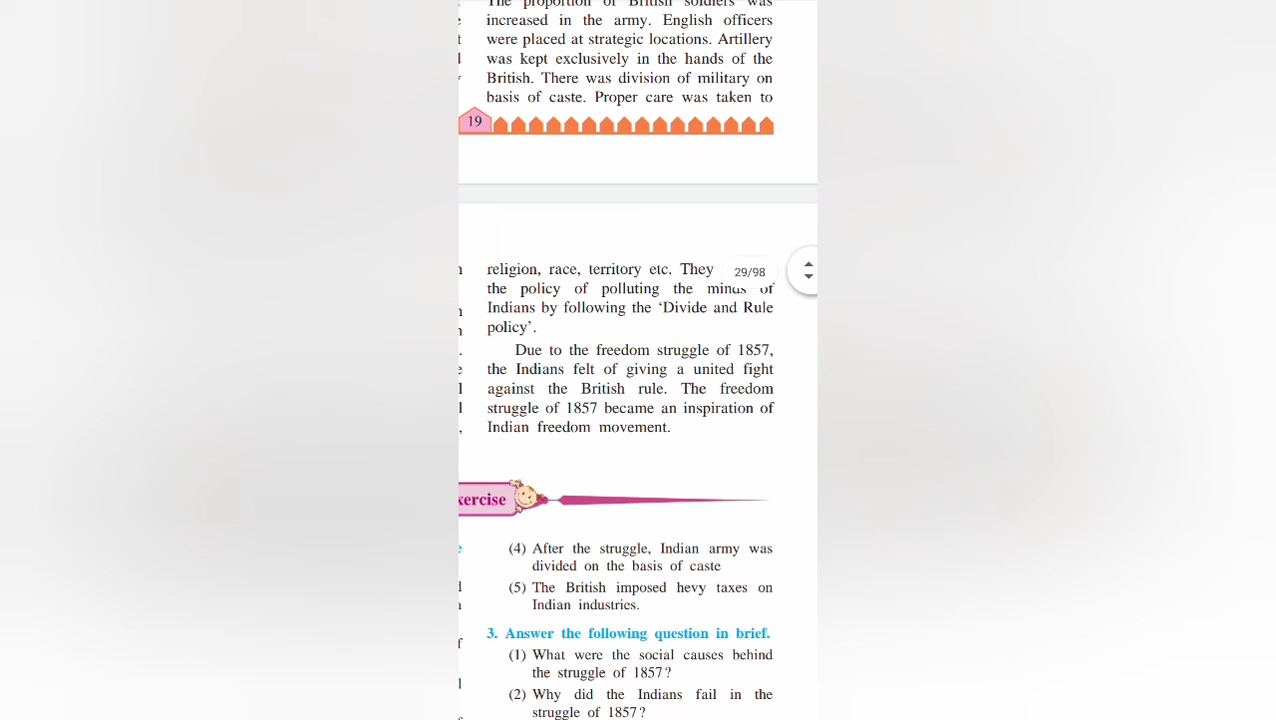 The proportion of British soldiers was
increased in the army. English officers
were placed at strategic locations. Artillery
was kept exclusively in the hands of the
British. There was division of military on
basis of caste. Proper care was taken to
19
religion, race, territory etc. They
29/98
the policy of polluting the minds of
Indians by following the ‘Divide and Rule
policy’.
Due to the freedom struggle of 1857,
the Indians felt of giving a united fight
against the British rule. The freedom
struggle of 1857 became an inspiration of
Indian freedom movement.
xercise
(4) After the struggle, Indian army was
divided on the basis of caste
(5) The British imposed hevy taxes on
Indian industries.
3. Answer the following question in brief.
(1) What were the social causes behind
the struggle of 1857?
(2) Why did the Indians fail in the
struggle of 1857?